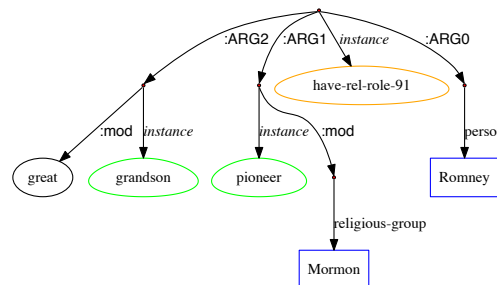 :ARG2 :ARG1 instance :ARG0
have-rel-role-91
:mod instance instance :mod perso
great grandson pioneer Romney
religious-group
Mormon